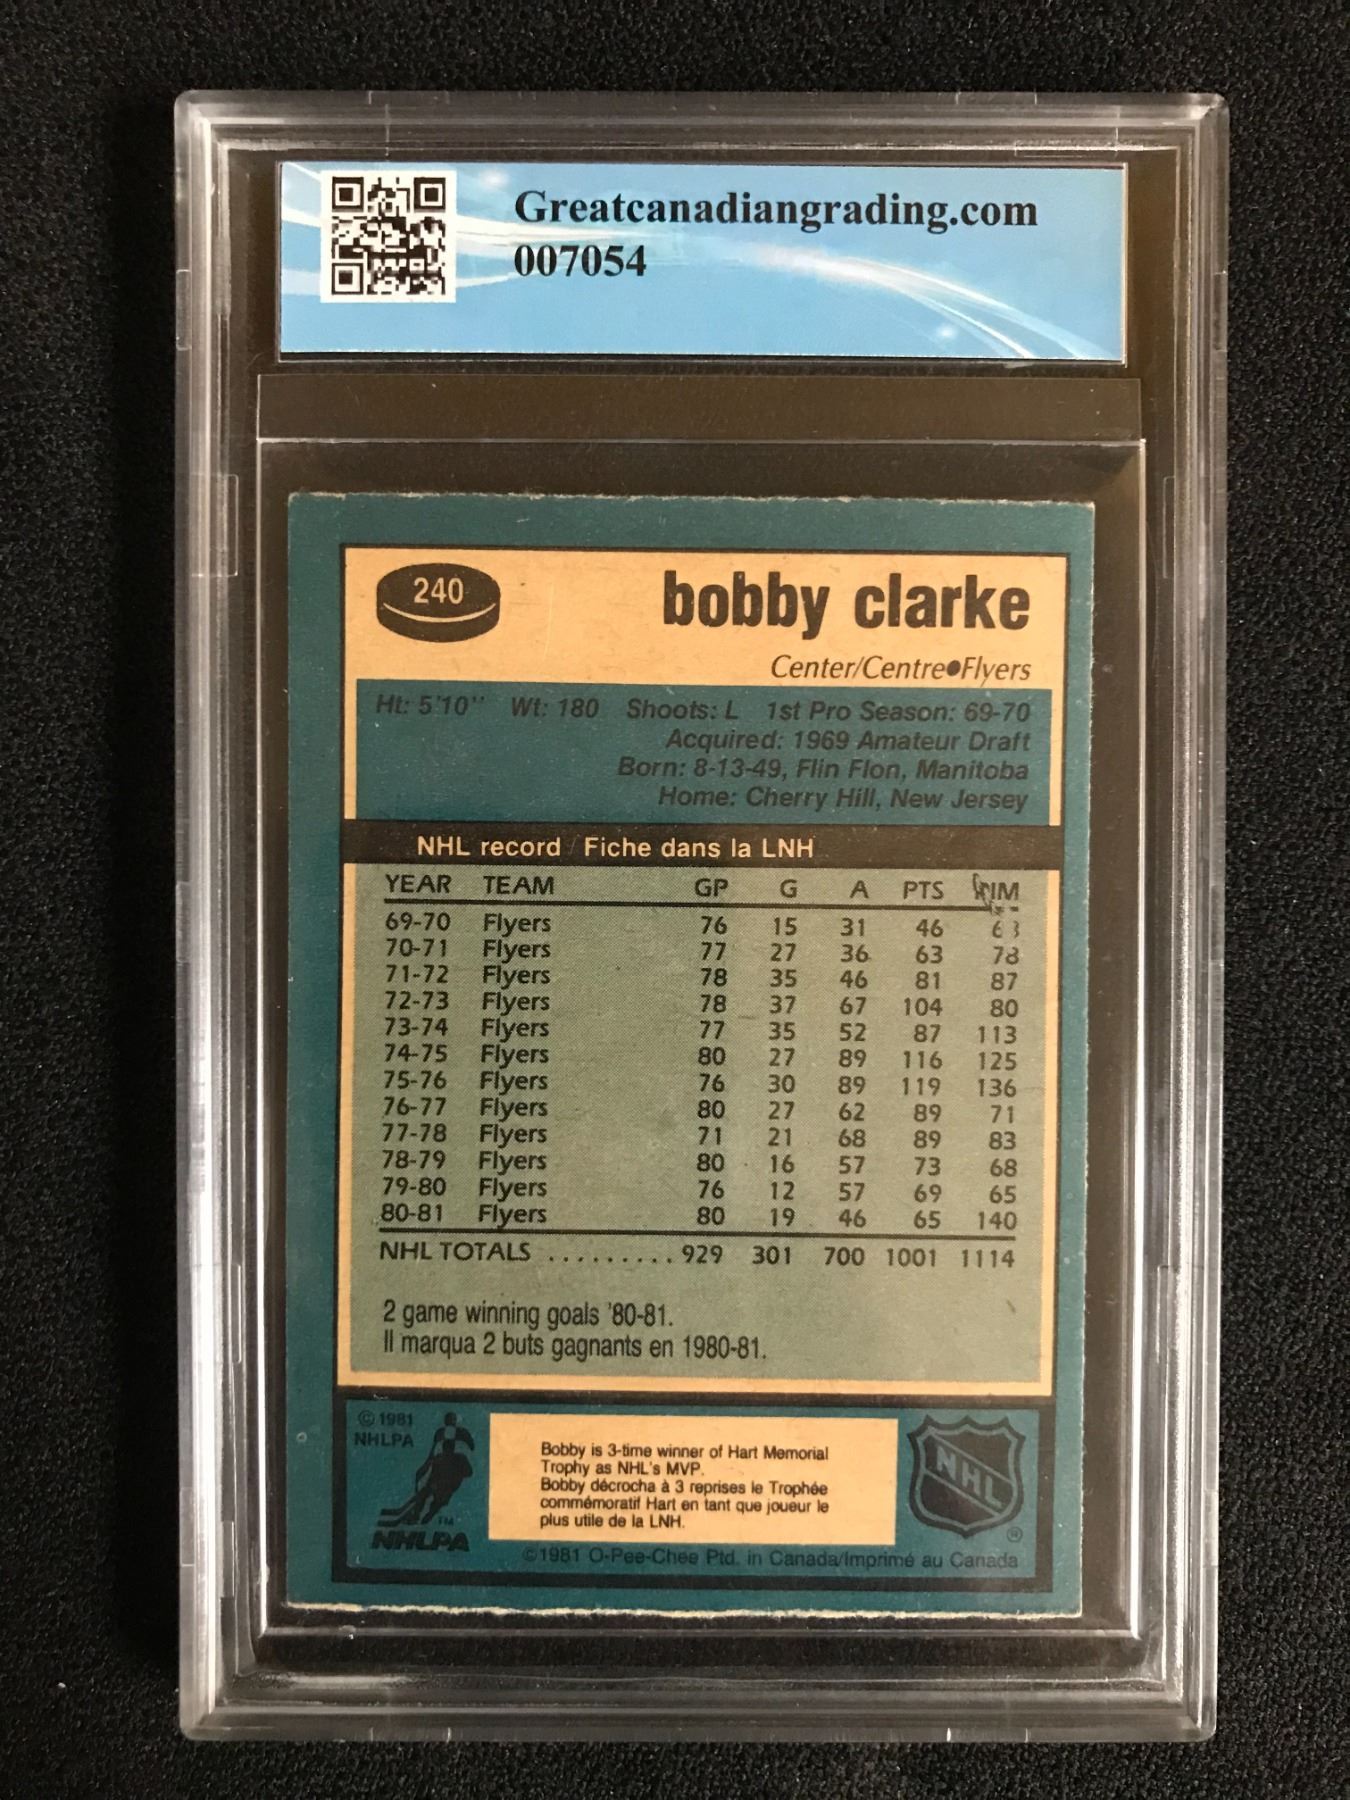 Greatcanadiangrading.com
007054
240
bobby clarke
Center/Centre●Flyers
Ht: 5'10" Wt: 180 Shoots: L 1st Pro Season: 69-70
Acquired: 1969 Amateur Draft
Born: 8-13-49, Flin Flon, Manitoba
Home: Cherry Hill, New Jersey
NHL record / Fiche dans la LNH
YEAR TEAM GP G A PTS PIM
69-70 Flyers 76 15 31 46
70-71 Flyers 77 27 36 63 78
71-72 Flyers 78 35 46 81 87
72-73 Flyers 78 37 67 104 80
73-74 Flyers 77 35 52 87 113
74-75 Flyers 80 27 89 116 125
75-76 Flyers 76 30 89 119 136
76-77 Flyers 80 27 62 89 71
77-78 Flyers 71 21 68 89 83
78-79 Flyers 80 16 57 73 68
79-80 Flyers 76 12 57 69 65
80-81 Flyers 80 19 46 65 140
NHL TOTALS ......... 929 301 700 1001 1114
2 game winning goals '80-81.
Il marqua 2 buts gagnants en 1980-81.
© 1981
NHLPA
TM
NHLPA
Bobby is 3-time winner of Hart Memorial
Trophy as NHL's MVP.
Bobby décrocha à 3 reprises le Trophée
commémoratif Hart en tant que joueur le
plus utile de la LNH.
NHL
®
©1981 O-Pee-Chee Ptd. in Canada/Imprimé au Canada